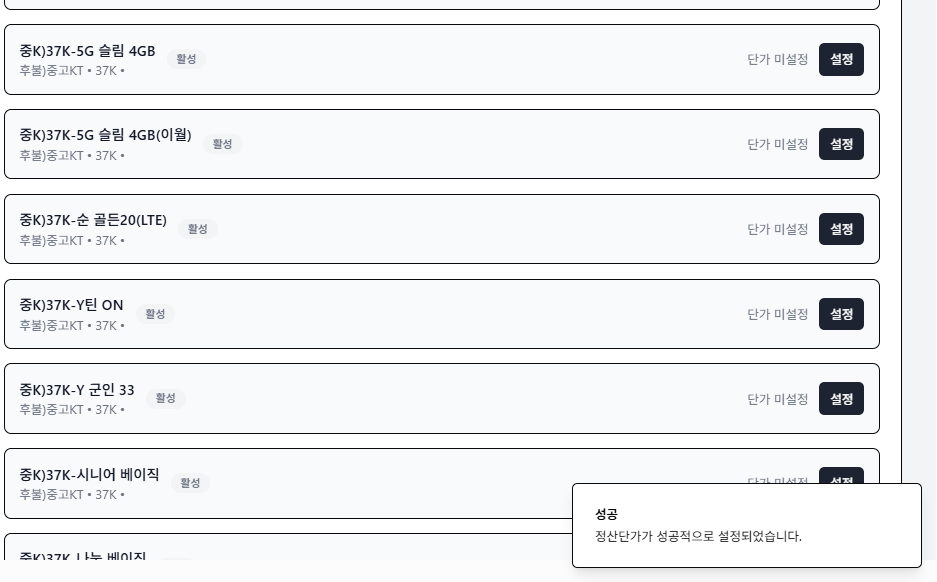 중K)37K-5G 슬림 4GB 활성
후불)중고KT • 37K •
단가 미설정 설정
중K)37K-5G 슬림 4GB(이월) 활성
후불)중고KT • 37K •
단가 미설정 설정
중K)37K-순 골든20(LTE) 활성
후불)중고KT • 37K •
단가 미설정 설정
중K)37K-Y틴 ON 활성
후불)중고KT • 37K •
단가 미설정 설정
중K)37K-Y 군인 33 활성
후불)중고KT • 37K •
단가 미설정 설정
중K)37K-시니어 베이직 활성
후불)중고KT • 37K •
단가 미설정 설정
중K)37K-나눔 베이직
성공
정산단가가 성공적으로 설정되었습니다.